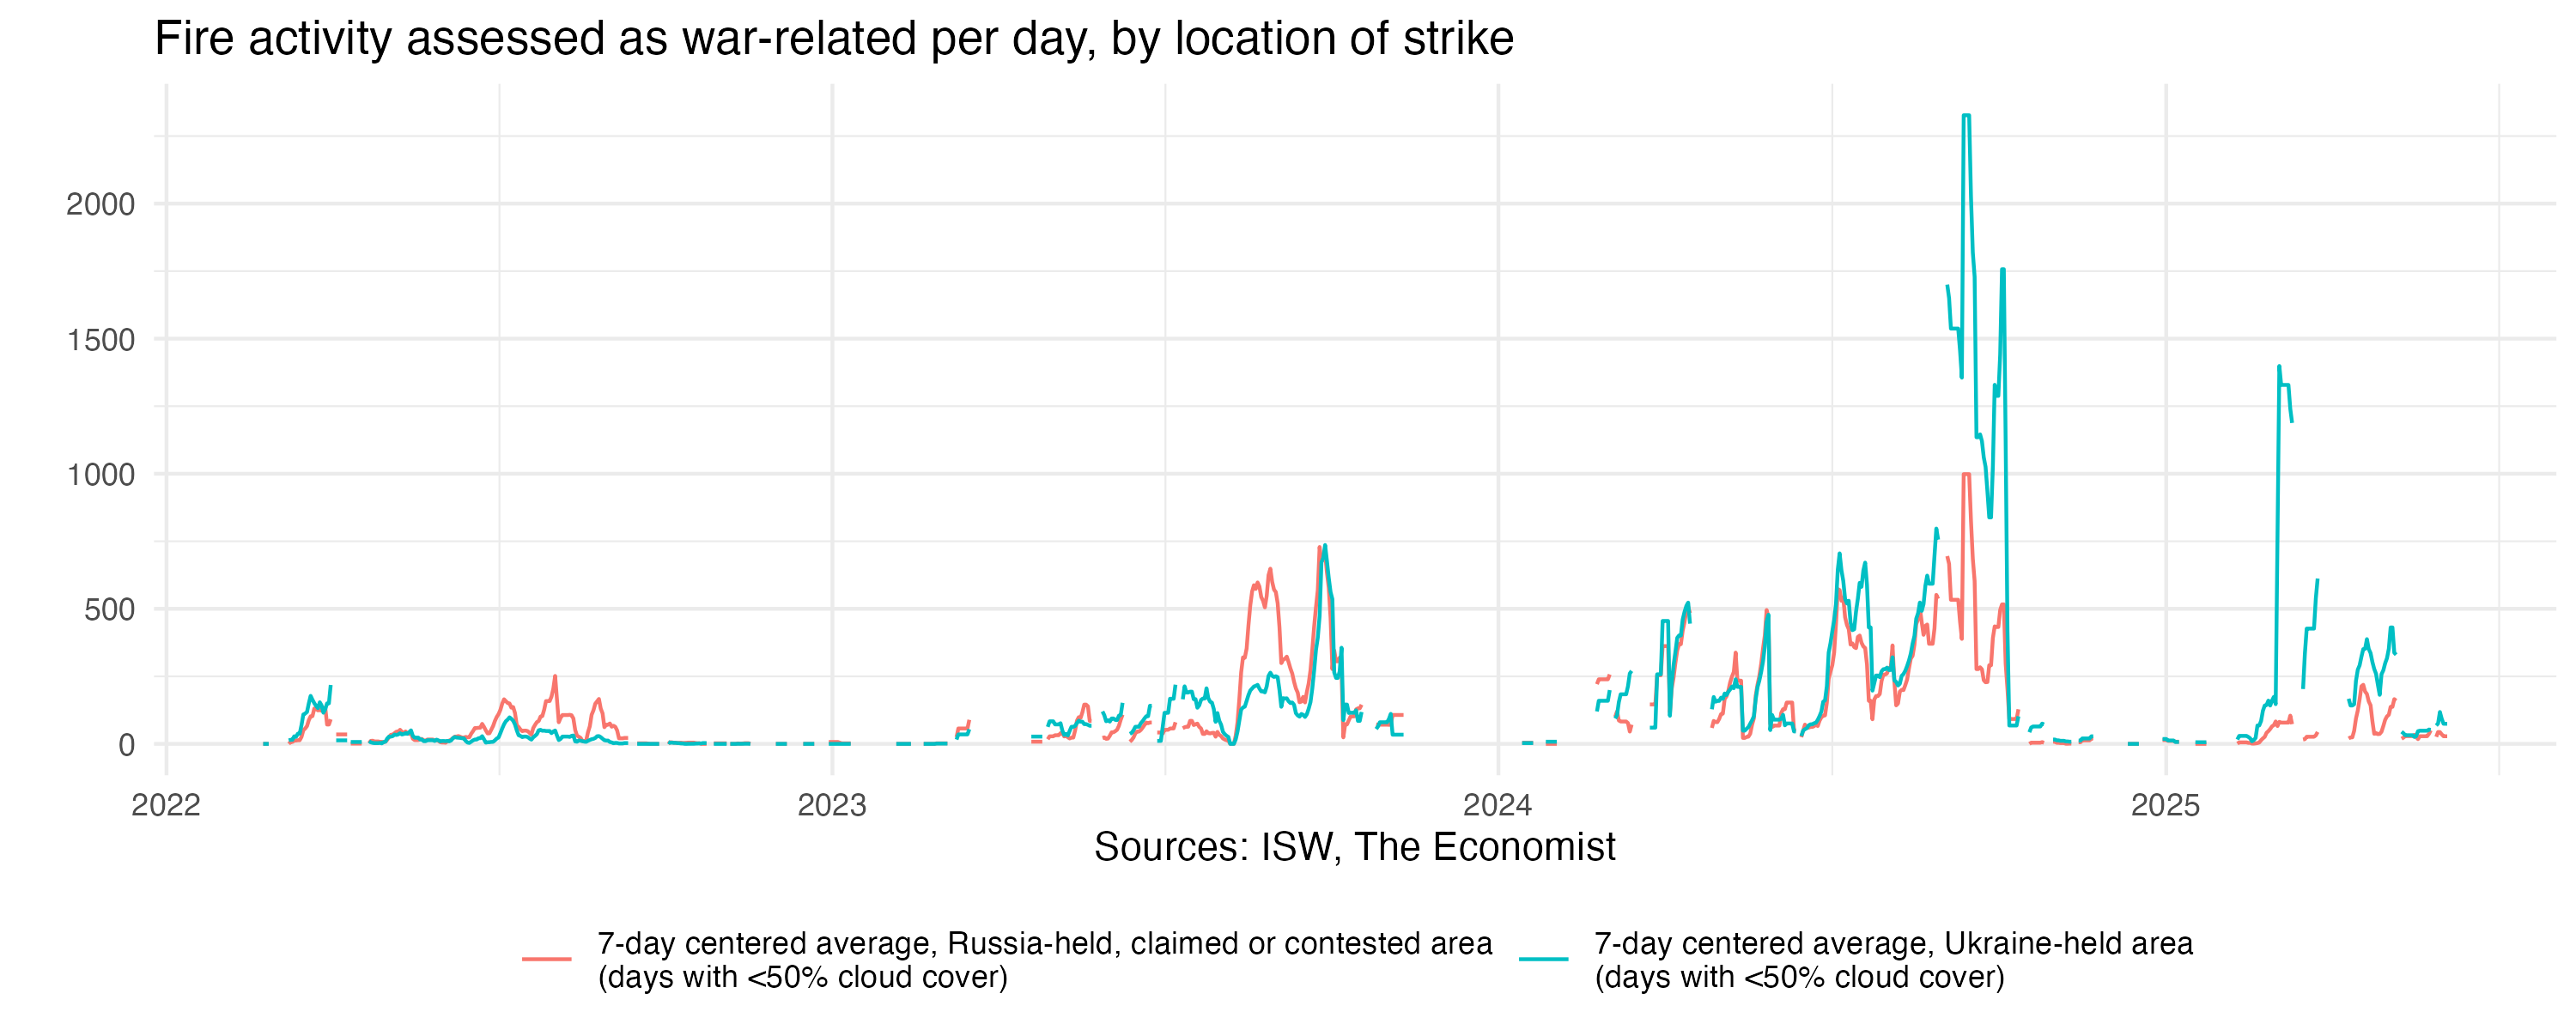 Fire activity assessed as war-related per day, by location of strike
2000
1500
1000
500
0
2022
2023
2024
2025
Sources: ISW, The Economist
7-day centered average, Russia-held, claimed or contested area
(days with <50% cloud cover)
7-day centered average, Ukraine-held area
(days with <50% cloud cover)